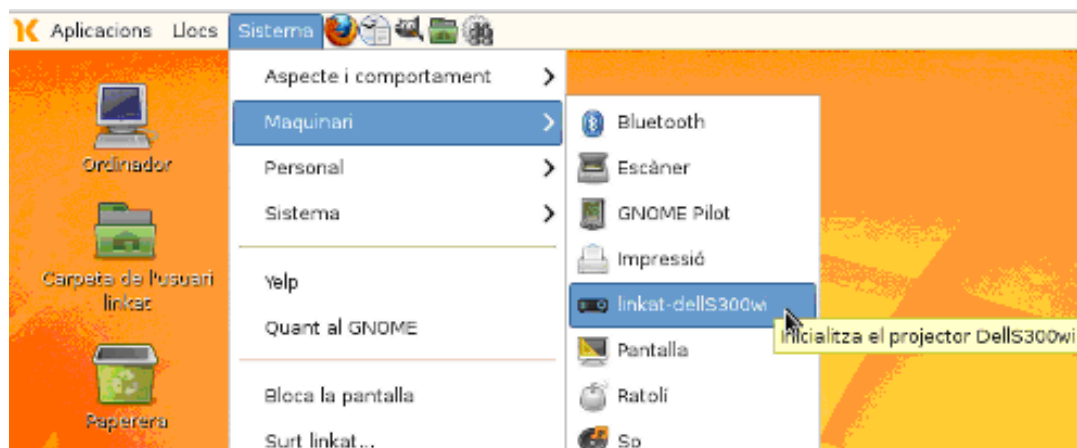 Aplicacions Llocs Sistema
Ordinador
Carpeta de l'usuari
linkat
Paperera
Aspecte i comportament
Maquinari
Personal
Sistema
Yelp
Quant al GNOME
Bloca la pantalla
Surt linkat...
Bluetooth
Escàner
GNOME Pilot
Impressió
linkat-dellS300wi
Inicialitza el projector DellS300wi
Pantalla
Ratolí
So